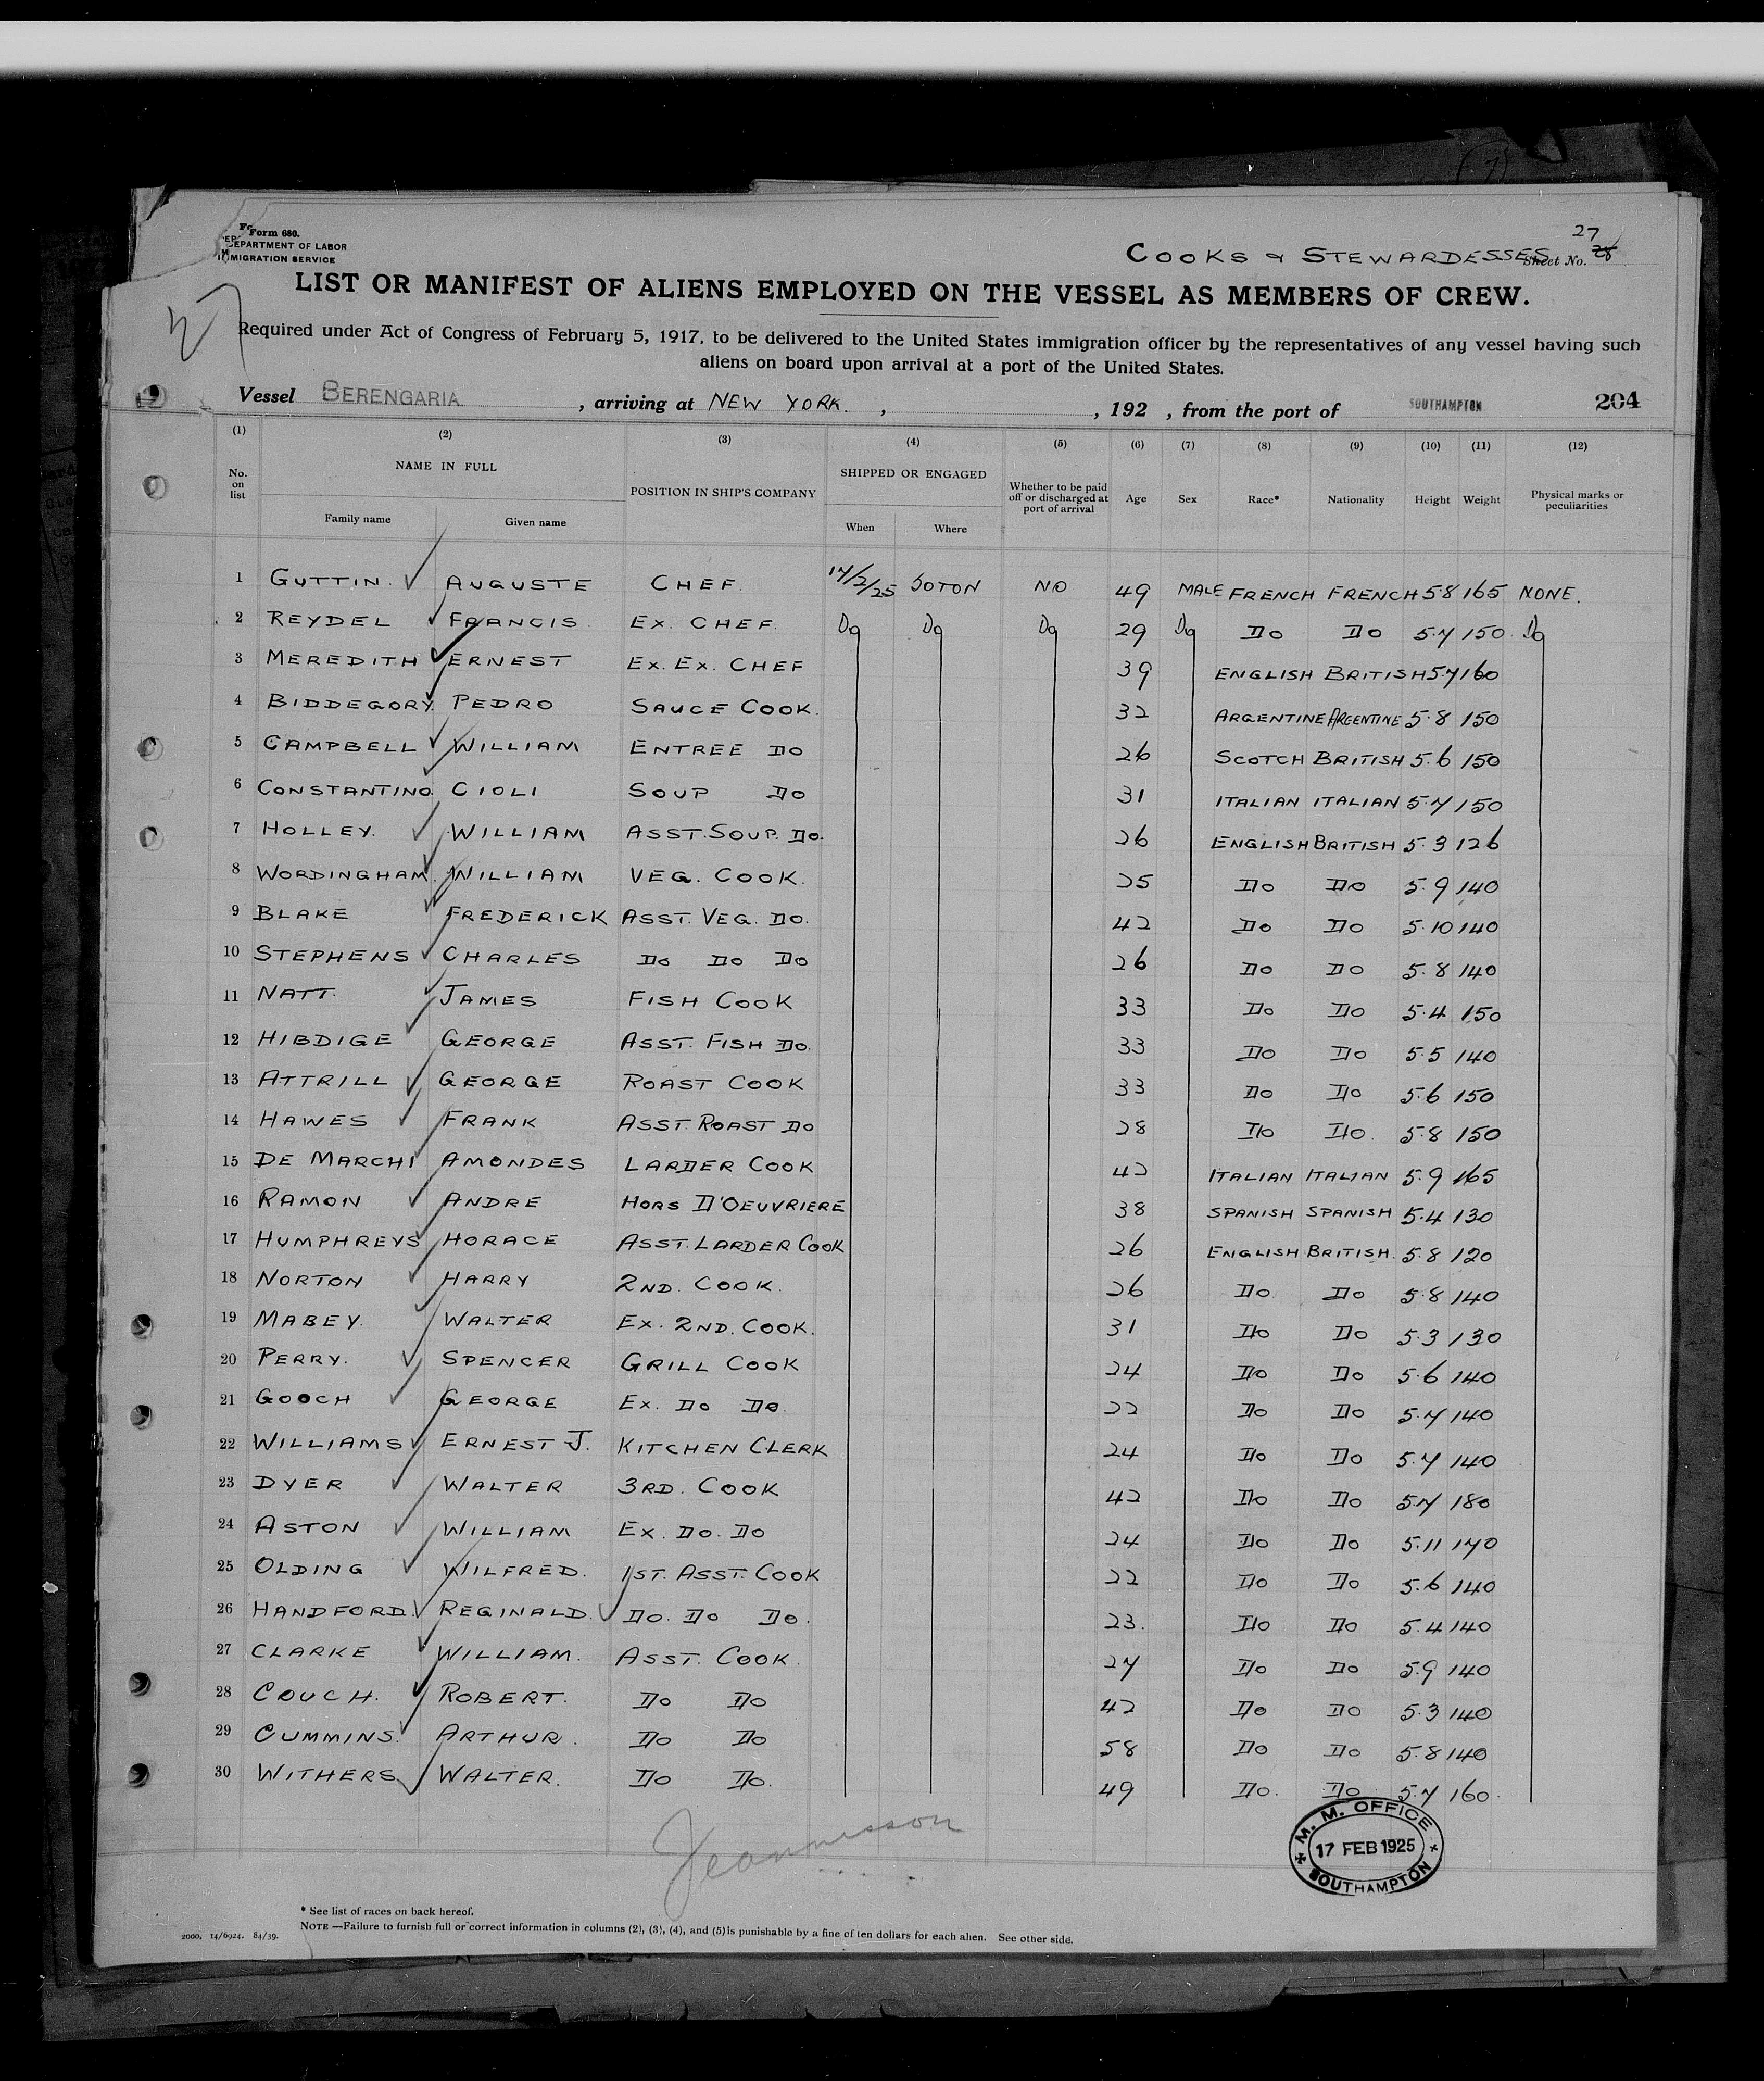 Form 680.
DEPARTMENT OF LABOR
IMMIGRATION SERVICE
COOKS & STEWARDESSES
Sheet No. 27
28
LIST OR MANIFEST OF ALIENS EMPLOYED ON THE VESSEL AS MEMBERS OF CREW.
Required under Act of Congress of February 5, 1917, to be delivered to the United States immigration officer by the representatives of any vessel having such
aliens on board upon arrival at a port of the United States.
Vessel BERENGARIA, arriving at NEW YORK. , , 192 , from the port of SOUTHAMPTON 204
(1) (2) (3) (4) (5) (6) (7) (8) (9) (10) (11) (12)
No. on list NAME IN FULL POSITION IN SHIP'S COMPANY SHIPPED OR ENGAGED Whether to be paid off or discharged at port of arrival Age Sex Race* Nationality Height Weight Physical marks or peculiarities
Family name Given name When Where
1 GUTTIN. AUGUSTE CHEF. 17/2/25 SOTON NO 49 MALE FRENCH FRENCH 5·8 165 NONE.
2 REYDEL FRANCIS. EX. CHEF. Do Do Do 29 Do Do Do 5·7 150 Do
3 MEREDITH ERNEST EX. EX. CHEF 39 ENGLISH BRITISH 5·7 160
4 BIDDEGORY. PEDRO SAUCE COOK. 32 ARGENTINE ARGENTINE 5·8 150
5 CAMPBELL WILLIAM ENTREE DO 26 SCOTCH BRITISH 5·6 150
6 CONSTANTINO. CIOLI SOUP DO 31 ITALIAN ITALIAN 5·7 150
7 HOLLEY. WILLIAM ASST. SOUP. DO. 26 ENGLISH BRITISH 5·3 126
8 WORDINGHAM. WILLIAM VEG. COOK. 25 DO DO 5·9 140
9 BLAKE FREDERICK ASST. VEG. DO. 42 DO DO 5·10 140
10 STEPHENS CHARLES DO DO DO 26 DO DO 5·8 140
11 NATT. JAMES FISH COOK 33 DO DO 5·4 150
12 HIBDIGE GEORGE ASST. FISH DO. 33 DO DO 5·5 140
13 ATTRILL GEORGE ROAST COOK 33 DO DO 5·6 150
14 HAWES FRANK ASST. ROAST DO 28 DO DO. 5·8 150
15 DE MARCHI AMONDES LARDER COOK 42 ITALIAN ITALIAN 5·9 165
16 RAMON ANDRE HORS D'OEUVRIERE 38 SPANISH SPANISH 5·4 130
17 HUMPHREYS HORACE ASST. LARDER COOK 26 ENGLISH BRITISH. 5·8 120
18 NORTON HARRY 2ND. COOK. 26 DO DO 5·8 140
19 MABEY. WALTER EX. 2ND. COOK. 31 DO DO 5·3 130
20 PERRY. SPENCER GRILL COOK 24 DO DO 5·6 140
21 GOOCH GEORGE EX. DO DO. 22 DO DO 5·7 140
22 WILLIAMS ERNEST J. KITCHEN CLERK 24 DO DO 5·7 140
23 DYER WALTER 3RD. COOK 42 DO DO 5·7 180
24 ASTON WILLIAM EX. DO. DO 24 DO DO 5·11 170
25 OLDING WILFRED. 1ST. ASST. COOK 22 DO DO 5·6 140
26 HANDFORD. REGINALD. DO. DO DO. 23. DO DO 5·4 140
27 CLARKE WILLIAM. ASST. COOK. 27 DO DO 5·9 140
28 COUCH. ROBERT. DO DO 42 DO DO 5·3 140
29 CUMMINS. ARTHUR. DO DO 58 DO DO 5·8 140
30 WITHERS WALTER. DO DO. 49 DO. DO 5·7 160.
Jeannesson
M. M. OFFICE
17 FEB 1925
SOUTHAMPTON
* See list of races on back hereof.
NOTE —Failure to furnish full or correct information in columns (2), (3), (4), and (5) is punishable by a fine of ten dollars for each alien. See other side.
2000. 14/6924. 84/39.